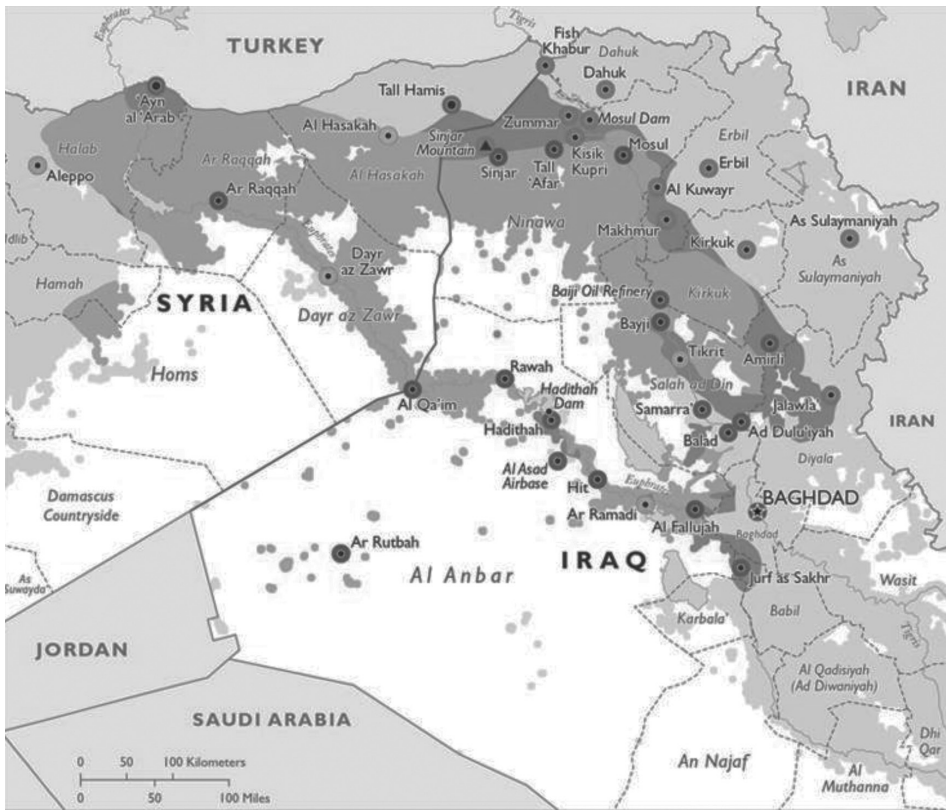 Euphrates
TURKEY
Tigris
Fish
Khabur
Dahuk
IRAN
'Ayn
al 'Arab
Tall Hamis
Dahuk
Zummar
Mosul Dam
Erbil
Halab
Al Hasakah
Sinjar
Mountain
Aleppo
Ar Raqqah
Al Hasakah
Sinjar
Tall
'Afar
Kisik
Kupri
Mosul
Erbil
Ar Raqqah
Al Kuwayr
Idlib
Euphrates
Ninawa
Makhmur
Kirkuk
As Sulaymaniyah
As
Sulaymaniyah
Hamah
Dayr
az Zawr
SYRIA
Dayr az Zawr
Baiji Oil Refinery
Kirkuk
Bayji
Tikrit
Amirli
Homs
Rawah
Salah ad Din
Al Qa'im
Hadithah
Dam
Samarra'
Jalawla
IRAN
Hadithah
Balad
Ad Dulu'iyah
Diyala
Al Asad
Airbase
Hit
Euphrates
Damascus
Countryside
Ar Ramadi
Al Fallujah
BAGHDAD
Baghdad
Ar Rutbah
IRAQ
Al Anbar
Jurf as Sakhr
As
Suwayda'
Wasit
Karbala'
Babil
Tigris
JORDAN
Al Qadisiyah
(Ad Diwaniyah)
SAUDI ARABIA
Dhi
Qar
An Najaf
Al
Muthanna
0 50 100 Kilometers
0 50 100 Miles